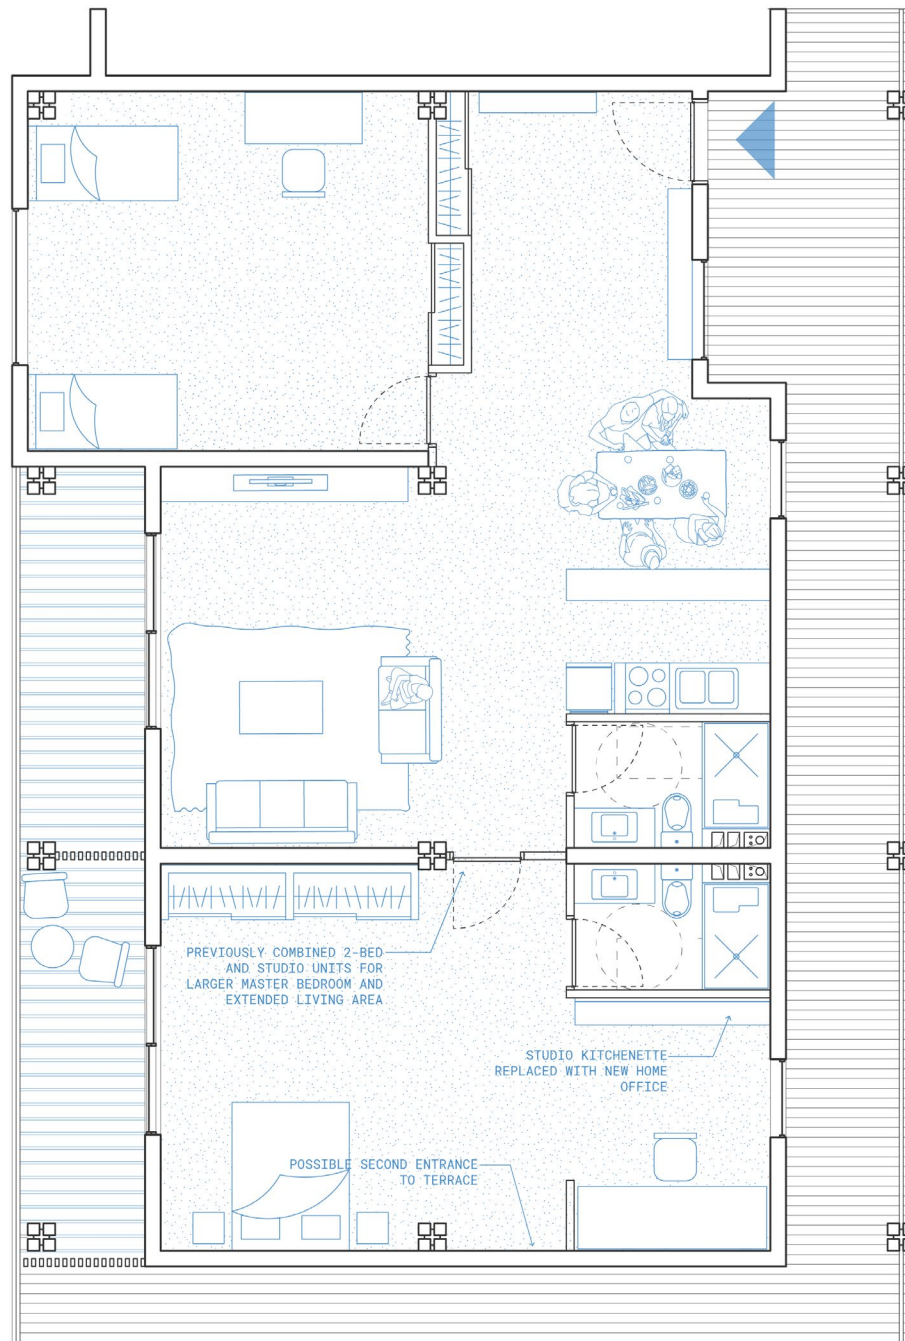 PREVIOUSLY COMBINED 2-BED
AND STUDIO UNITS FOR
LARGER MASTER BEDROOM AND
EXTENDED LIVING AREA
STUDIO KITCHENETTE
REPLACED WITH NEW HOME
OFFICE
POSSIBLE SECOND ENTRANCE
TO TERRACE